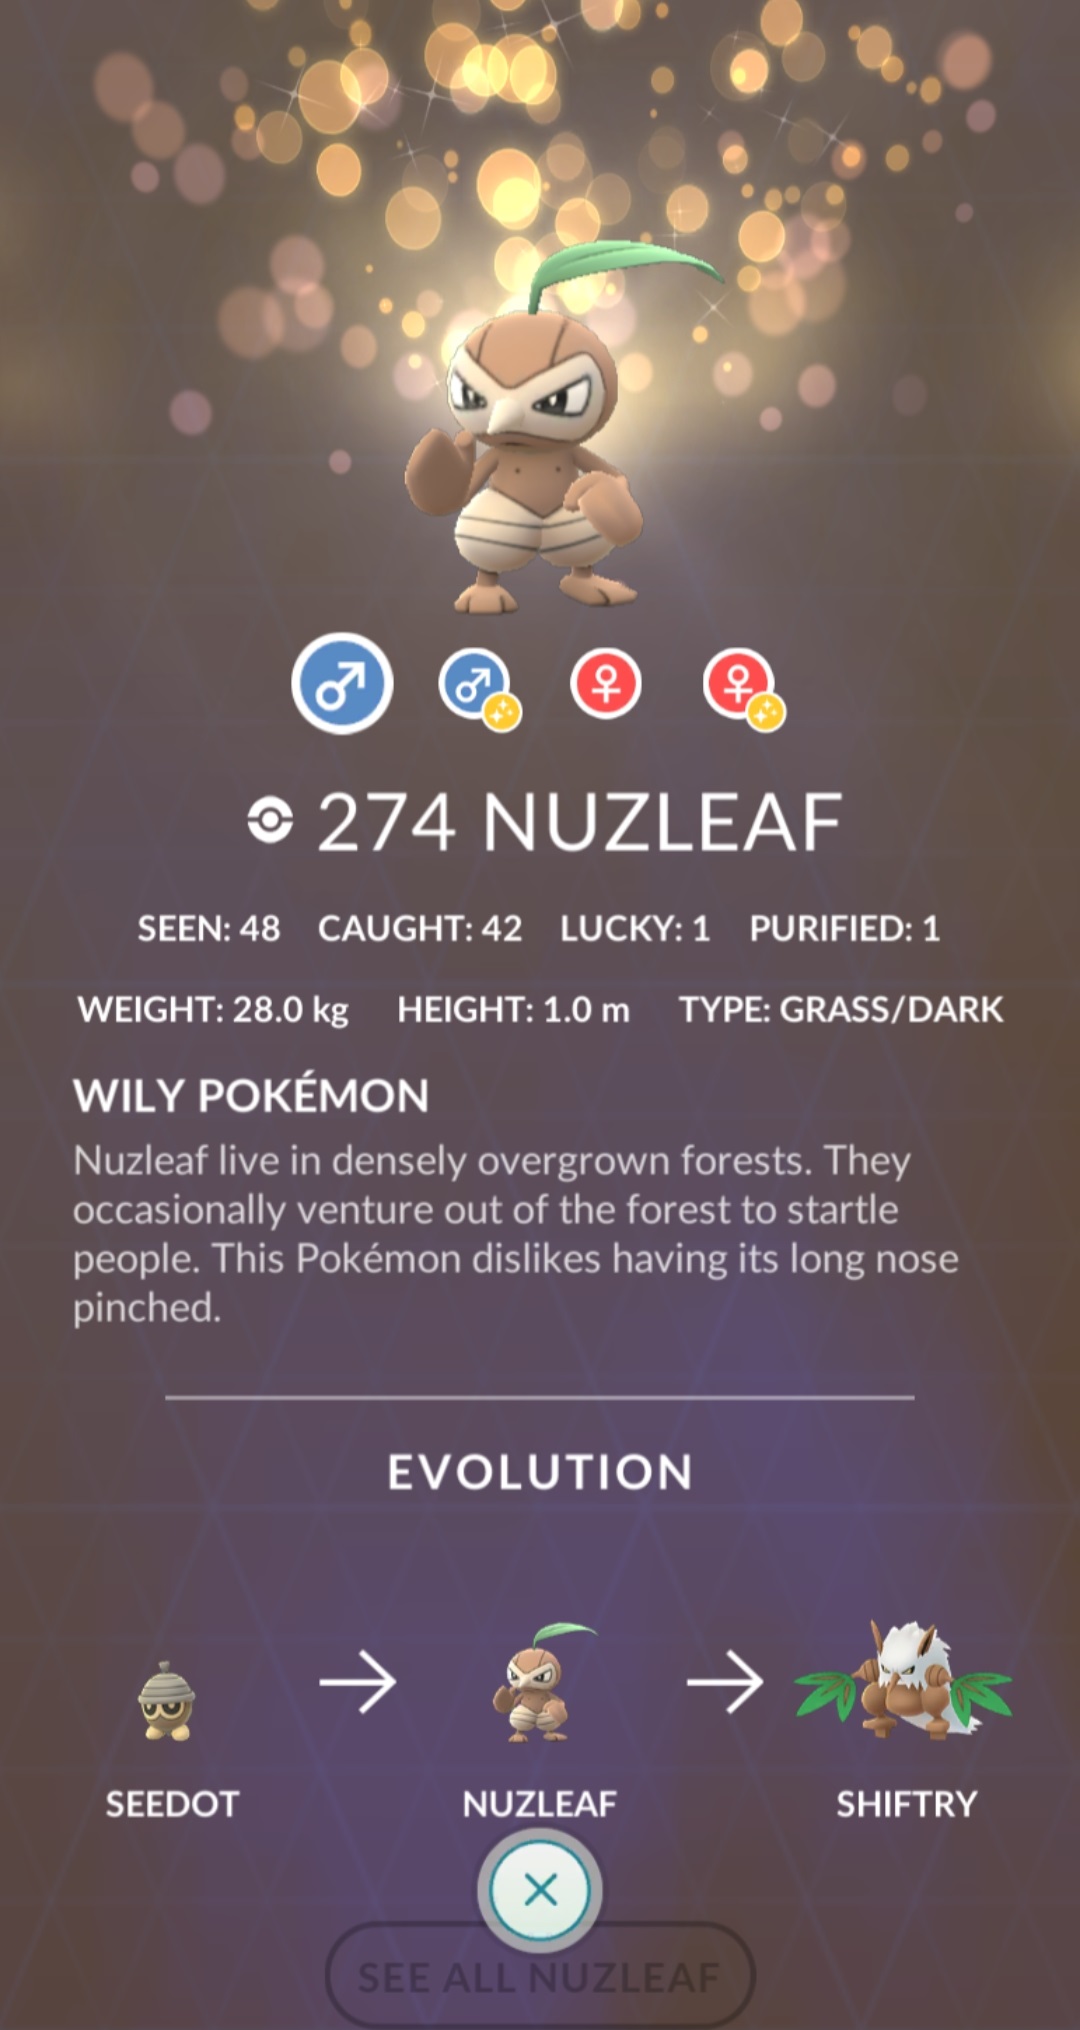 274 NUZLEAF
SEEN: 48 CAUGHT: 42 LUCKY: 1 PURIFIED: 1
WEIGHT: 28.0 kg HEIGHT: 1.0 m TYPE: GRASS/DARK
WILY POKÉMON
Nuzleaf live in densely overgrown forests. They
occasionally venture out of the forest to startle
people. This Pokémon dislikes having its long nose
pinched.
EVOLUTION
SEEDOT NUZLEAF SHIFTRY
SEE ALL NUZLEAF